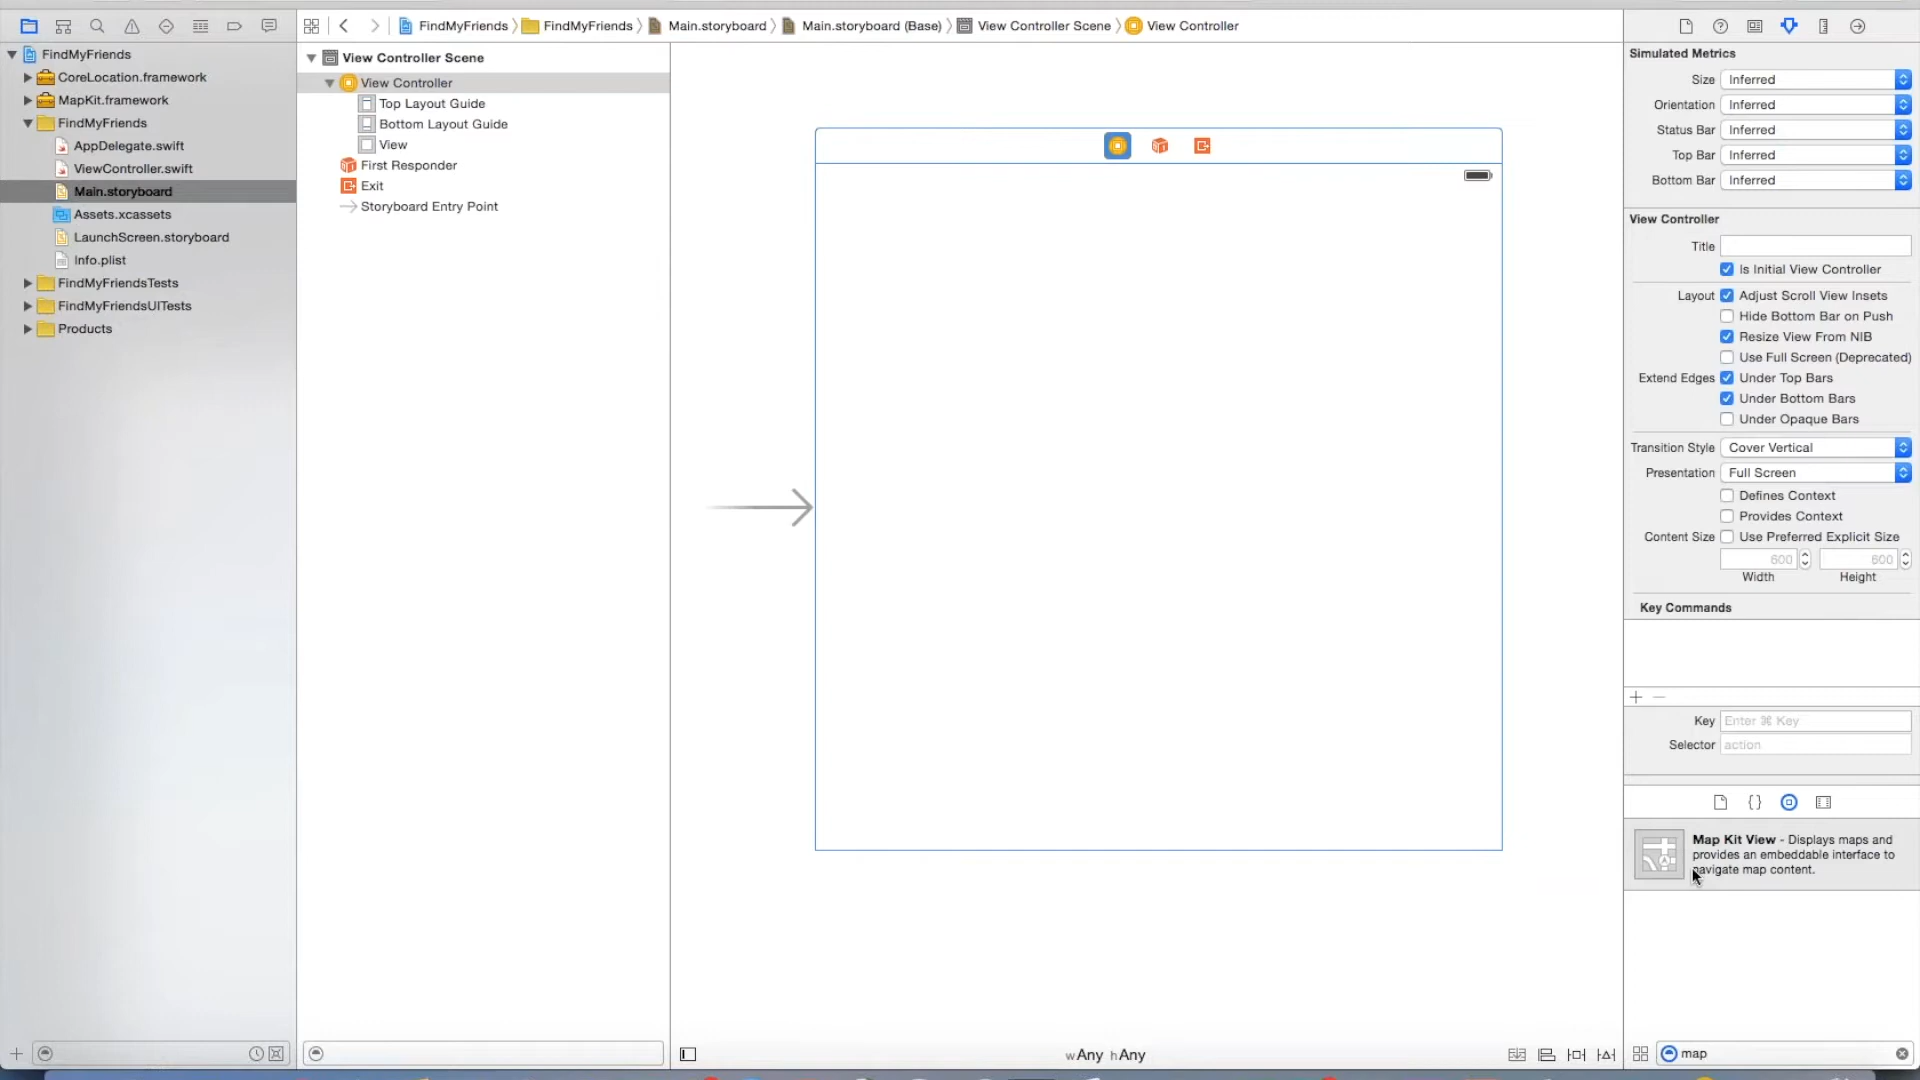 FindMyFriends
FindMyFriends
Main.storyboard
Main.storyboard (Base)
View Controller Scene
View Controller
FindMyFriends
CoreLocation.framework
MapKit.framework
FindMyFriends
AppDelegate.swift
ViewController.swift
Main.storyboard
Assets.xcassets
LaunchScreen.storyboard
Info.plist
FindMyFriendsTests
FindMyFriendsUITests
Products
View Controller Scene
View Controller
Top Layout Guide
Bottom Layout Guide
View
First Responder
Exit
Storyboard Entry Point
wAny hAny
Simulated Metrics
Size Inferred
Orientation Inferred
Status Bar Inferred
Top Bar Inferred
Bottom Bar Inferred
View Controller
Title
Is Initial View Controller
Layout Adjust Scroll View Insets
Hide Bottom Bar on Push
Resize View From NIB
Use Full Screen (Deprecated)
Extend Edges Under Top Bars
Under Bottom Bars
Under Opaque Bars
Transition Style Cover Vertical
Presentation Full Screen
Defines Context
Provides Context
Content Size Use Preferred Explicit Size
600 600
Width Height
Key Commands
Key Enter ⌘ Key
Selector action
Map Kit View - Displays maps and
provides an embeddable interface to
navigate map content.
map